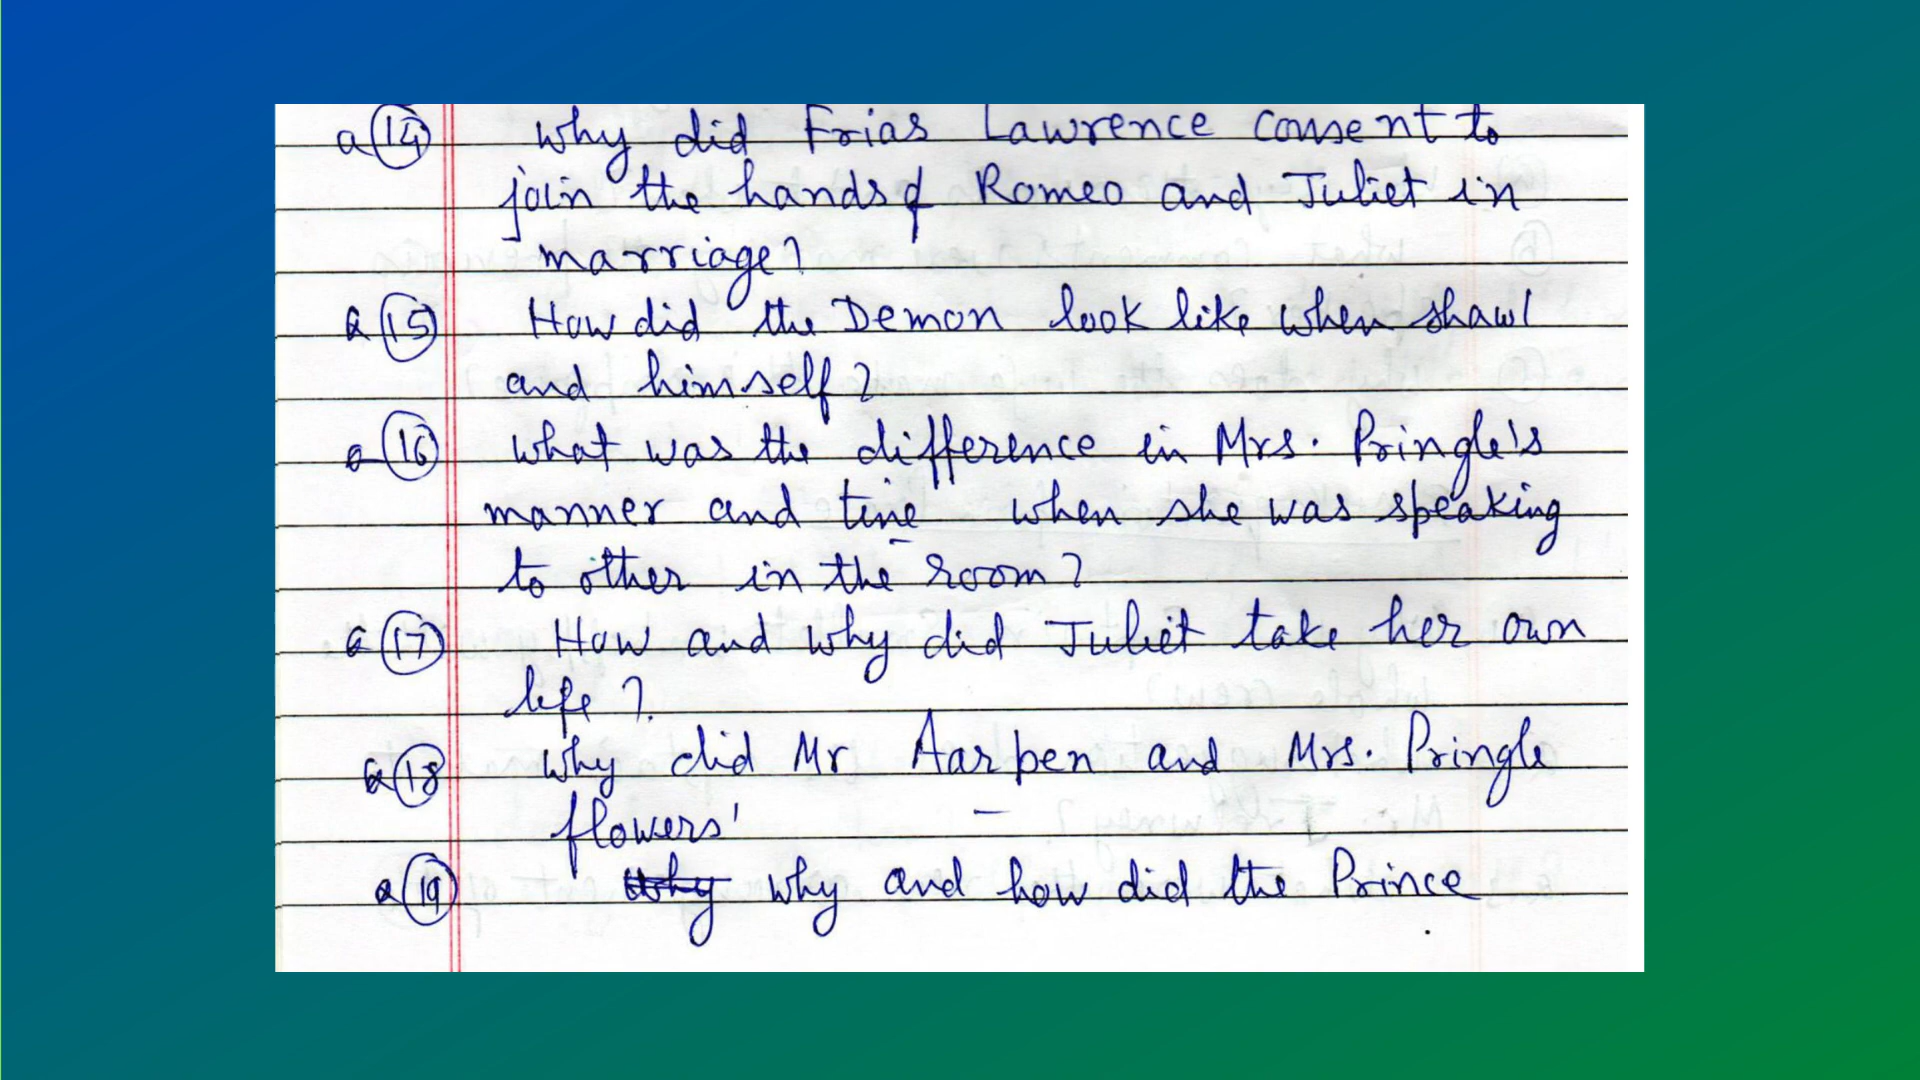 Q 14 Why did Frias Lawrence consent to
join the hands of Romeo and Juliet in
marriage?
Q 15 How did the Demon look like when shawl
and himself?
Q 16 What was the difference in Mrs. Pringle's
manner and tine when she was speaking
to other in the room?
Q 17 How and why did Juliet take her own
life?
Q 18 Why did Mr Aarpen and Mrs. Pringle
flowers'
Q 19 Why why and how did the Prince